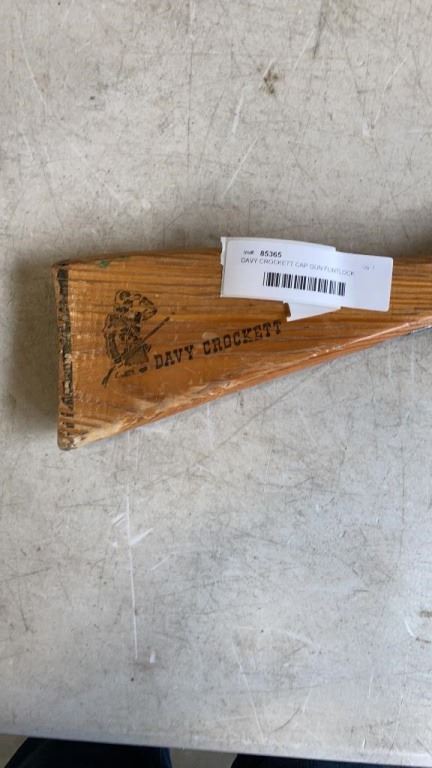 85365
DAVY CROCKETT CAP GUN FLINTLOCK
DAVY CROCKETT